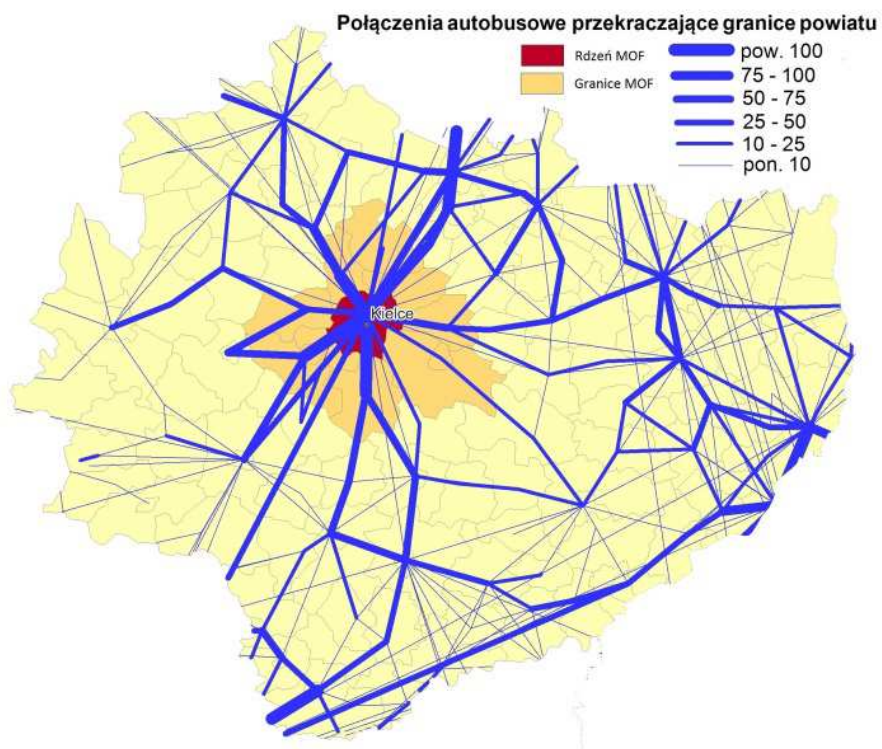 Połączenia autobusowe przekraczające granice powiatu
Rdzeń MOF
Granice MOF
pow. 100
75 - 100
50 - 75
25 - 50
10 - 25
pon. 10
Kielce